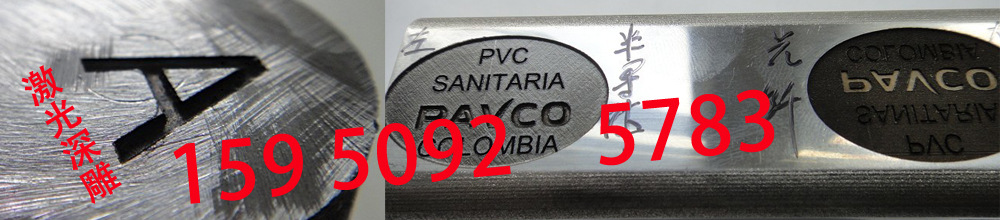 A
激光深雕
159 5092 5783
PVC
SANITARIA
PAVCO
COLOMBIA
COLOMBIA
PAVCO
SANITARIA
PVC